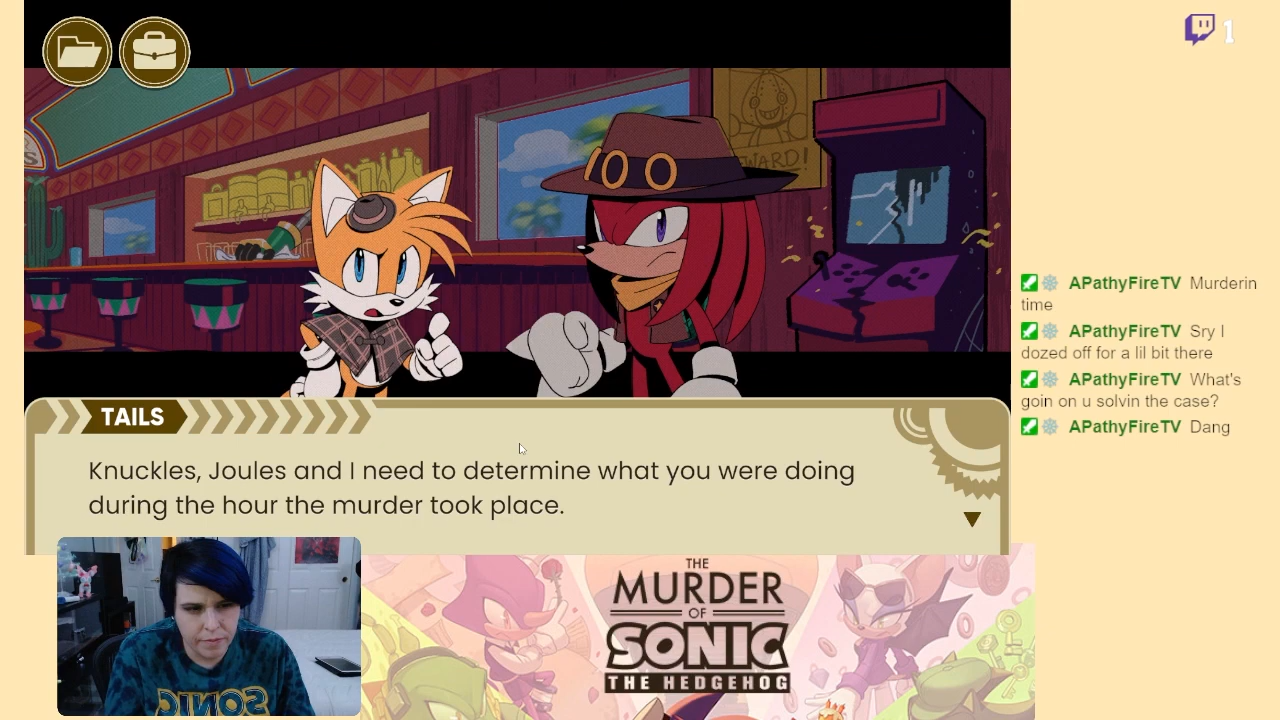 1
WARD!
S
APathyFireTV Murderin
time
APathyFireTV Sry I
dozed off for a lil bit there
APathyFireTV What's
goin on u solvin the case?
APathyFireTV Dang
TAILS
Knuckles, Joules and I need to determine what you were doing
during the hour the murder took place.
SONIC
THE
MURDER
OF
SONIC
THE HEDGEHOG